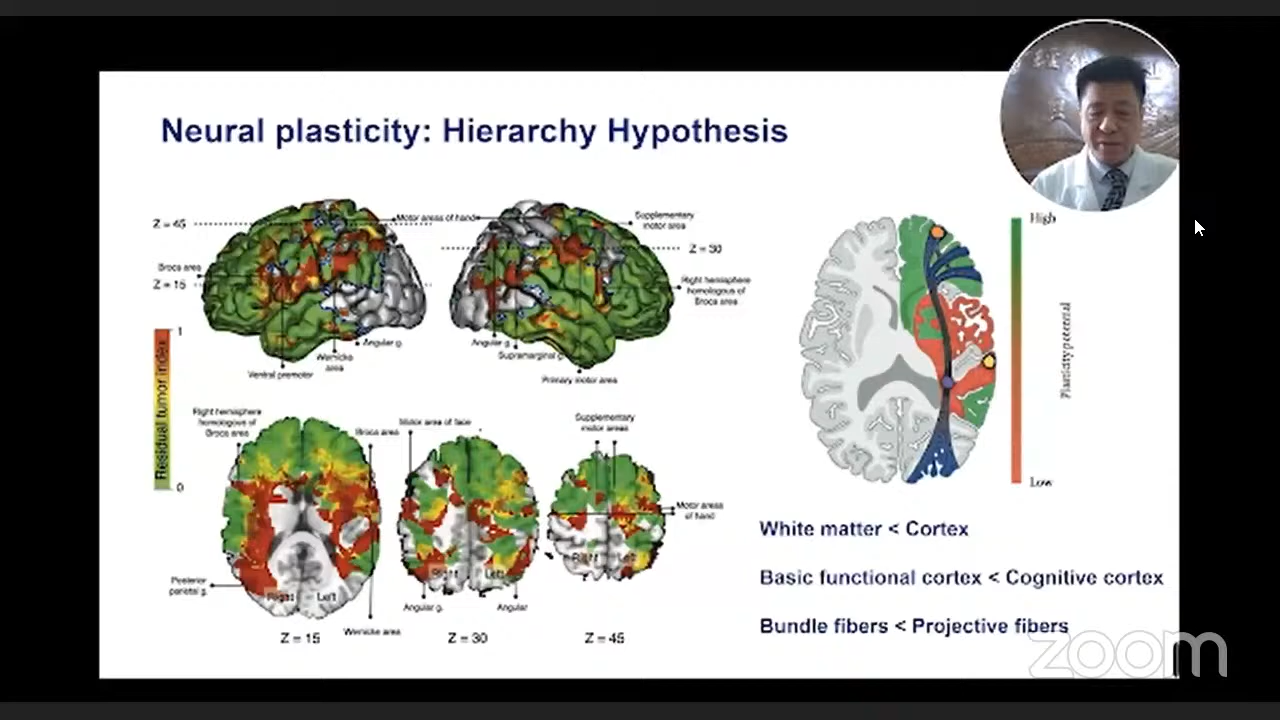 Neural plasticity: Hierarchy Hypothesis
Z = 45
Motor areas of hand
Supplementary
motor area
Z = 30
Broca area
Z = 15
Right hemisphere
homologous of
Broca area
Angular g.
Wernicke
area
Ventral premotor
Angular g.
Supramarginal g.
Primary motor area
1
Residual tumor index
0
High
Plasticity potential
Low
Right hemisphere
homologous of
Broca area
Broca area
Motor area of face
Supplementary
motor areas
Motor areas
of hand
Posterior
parietal g.
Right
Left
Right
Left
Right
Left
Angular g.
Angular
Wernicke area
Z = 15
Z = 30
Z = 45
White matter < Cortex
Basic functional cortex < Cognitive cortex
Bundle fibers < Projective fibers
zoom